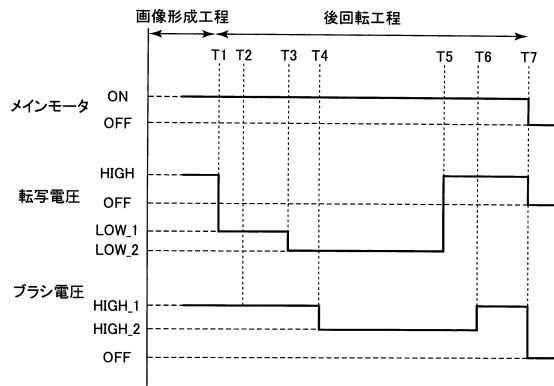 画像形成工程 後回転工程
T1 T2 T3 T4 T5 T6 T7
メインモータ
ON
OFF
転写電圧
HIGH
OFF
LOW_1
LOW_2
ブラシ電圧
HIGH_1
HIGH_2
OFF